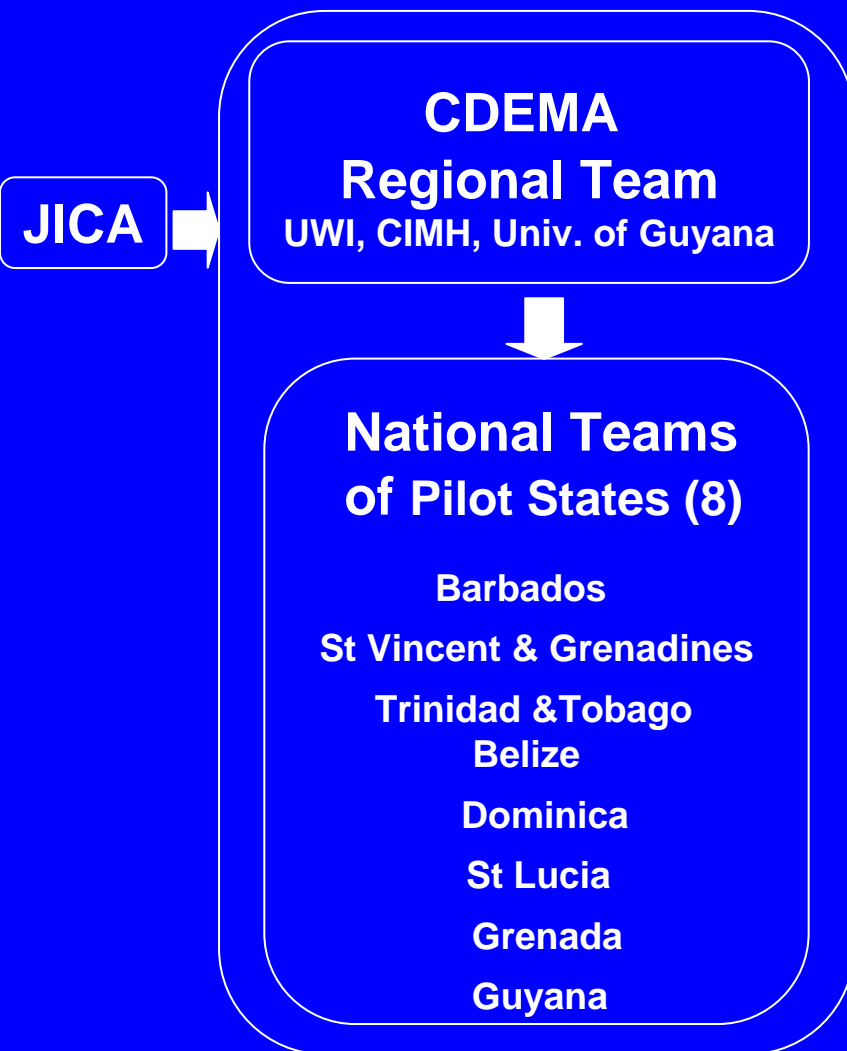 JICA
CDEMA
Regional Team
UWI, CIMH, Univ. of Guyana
National Teams
of Pilot States (8)
Barbados
St Vincent & Grenadines
Trinidad &Tobago
Belize
Dominica
St Lucia
Grenada
Guyana